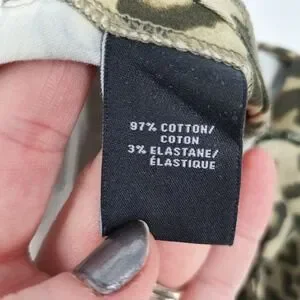 97% COTTON/
COTON
3% ELASTANE/
ÉLASTIQUE